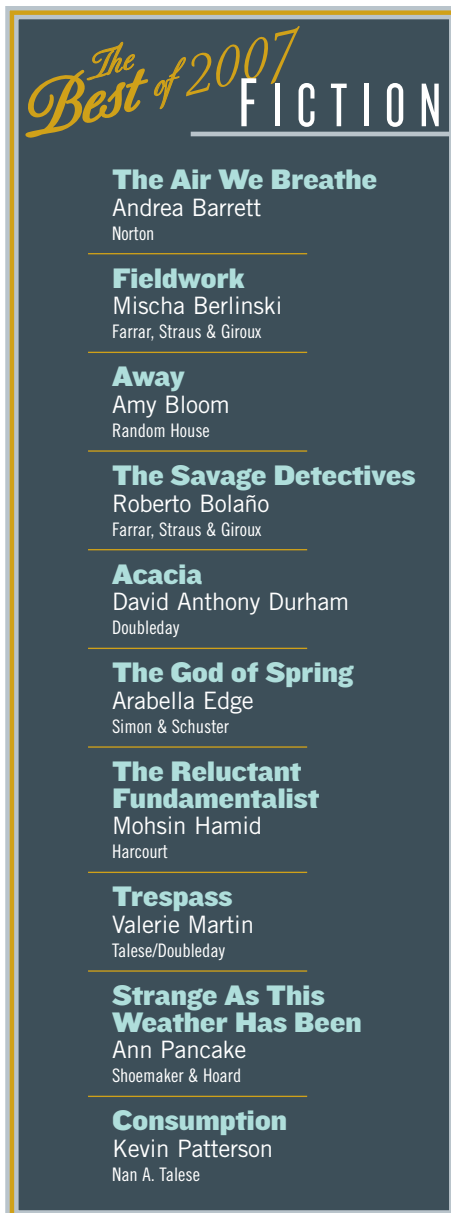 The
Best of 2007
FICTION
The Air We Breathe
Andrea Barrett
Norton
Fieldwork
Mischa Berlinski
Farrar, Straus & Giroux
Away
Amy Bloom
Random House
The Savage Detectives
Roberto Bolaño
Farrar, Straus & Giroux
Acacia
David Anthony Durham
Doubleday
The God of Spring
Arabella Edge
Simon & Schuster
The Reluctant
Fundamentalist
Mohsin Hamid
Harcourt
Trespass
Valerie Martin
Talese/Doubleday
Strange As This
Weather Has Been
Ann Pancake
Shoemaker & Hoard
Consumption
Kevin Patterson
Nan A. Talese